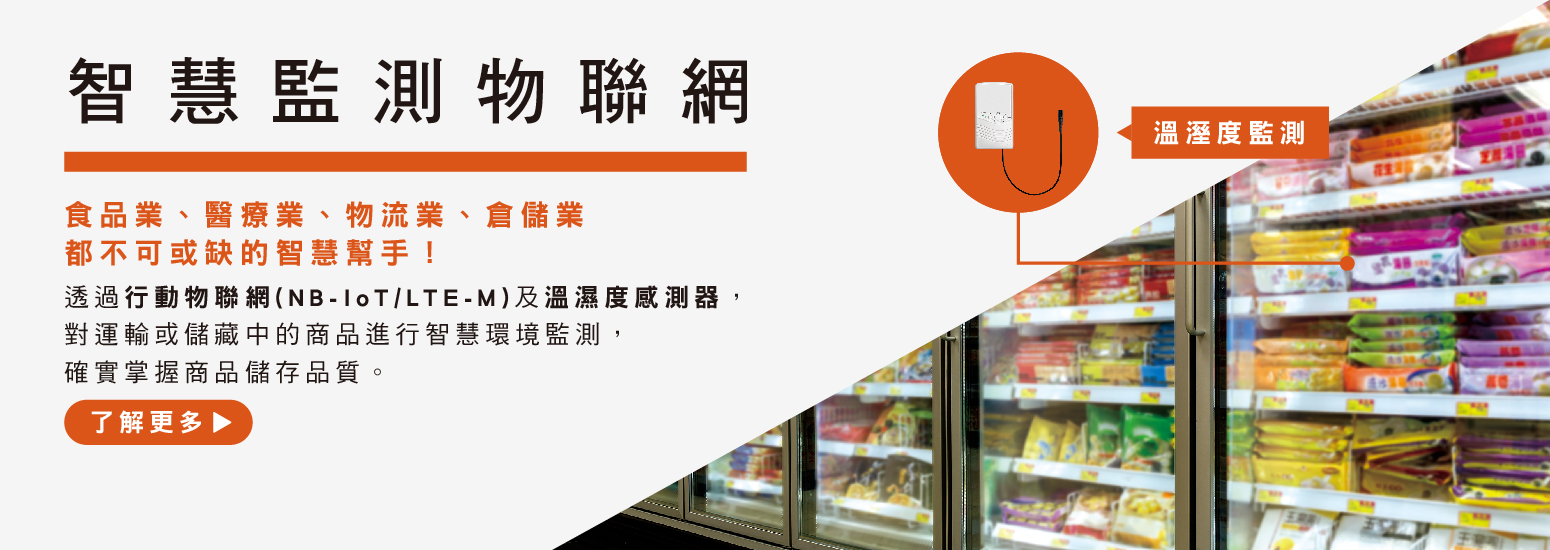 智慧監測物聯網
食品業、醫療業、物流業、倉儲業
都不可或缺的智慧幫手！
透過行動物聯網(NB-IoT/LTE-M)及溫濕度感測器，
對運輸或儲藏中的商品進行智慧環境監測，
確實掌握商品儲存品質。
了解更多▶
溫溼度監測